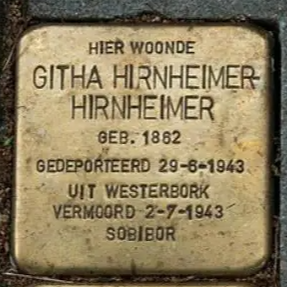 HIER WOONDE
GITHA HIRNHEIMER-
HIRNHEIMER
GEB. 1862
GEDEPORTEERD 29-6-1943
UIT WESTERBORK
VERMOORD 2-7-1943
SOBIBOR